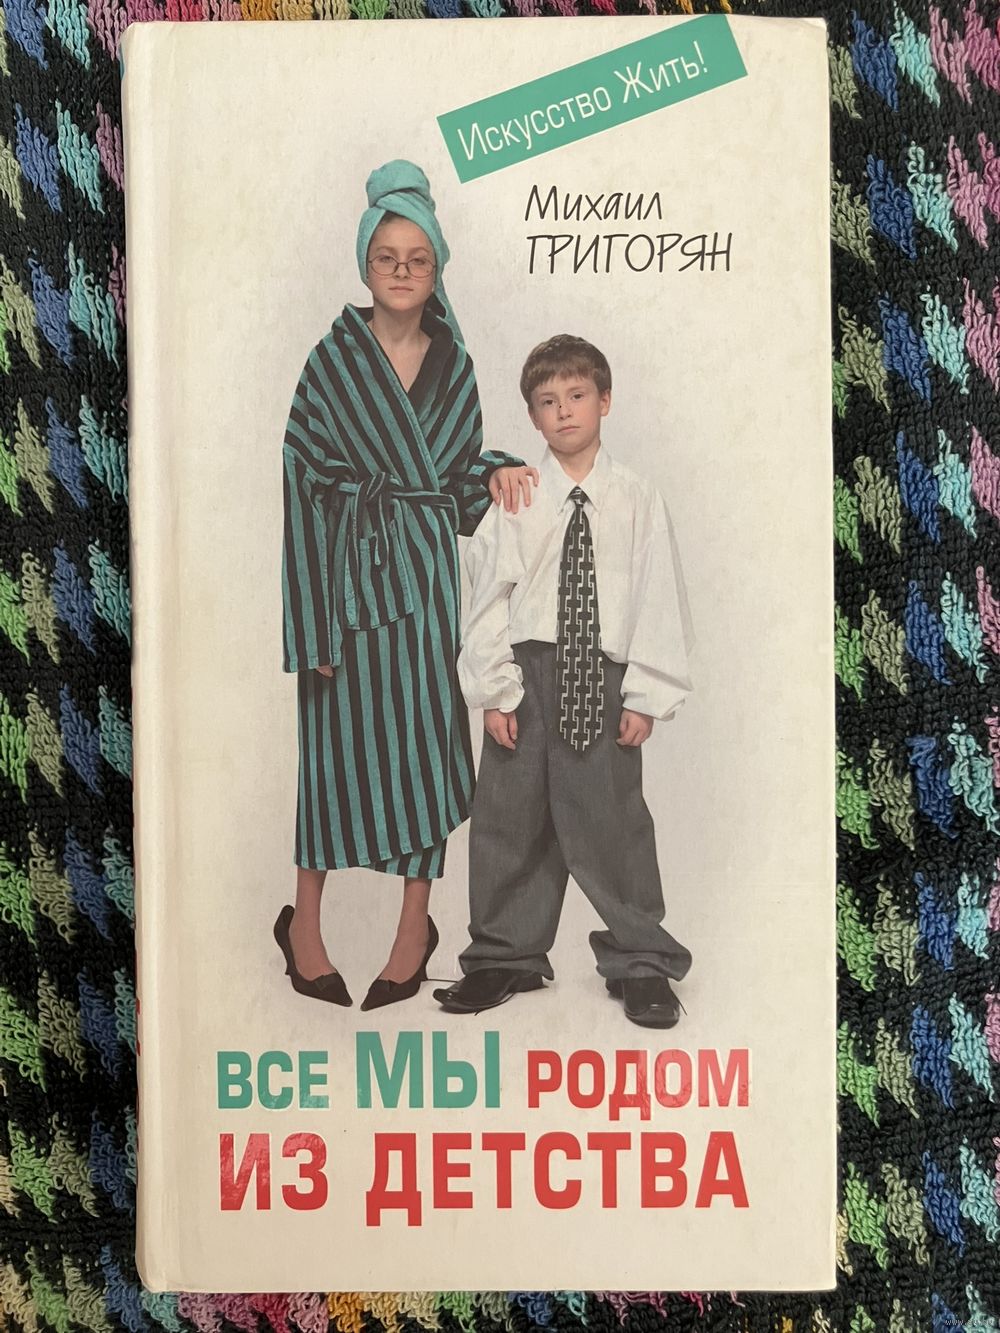 Искусство Жить!
Михаил
ГРИГОРЯН
ВСЕ МЫ РОДОМ
ИЗ ДЕТСТВА